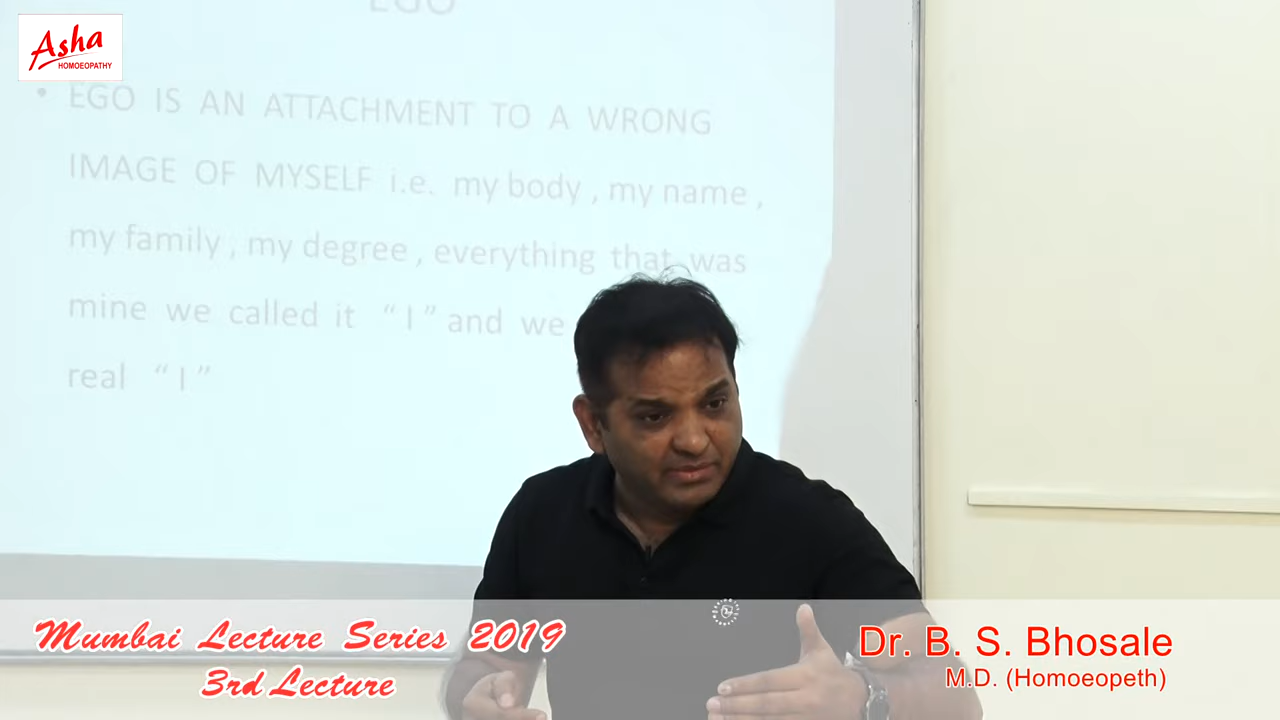 Asha
HOMOEOPATHY
EGO
• EGO IS AN ATTACHMENT TO A WRONG
IMAGE OF MYSELF i.e. my body , my name ,
my family , my degree , everything that was
mine we called it “ I ” and we
real “ I ”
Mumbai Lecture Series 2019
3rd Lecture
Dr. B. S. Bhosale
M.D. (Homoeopeth)